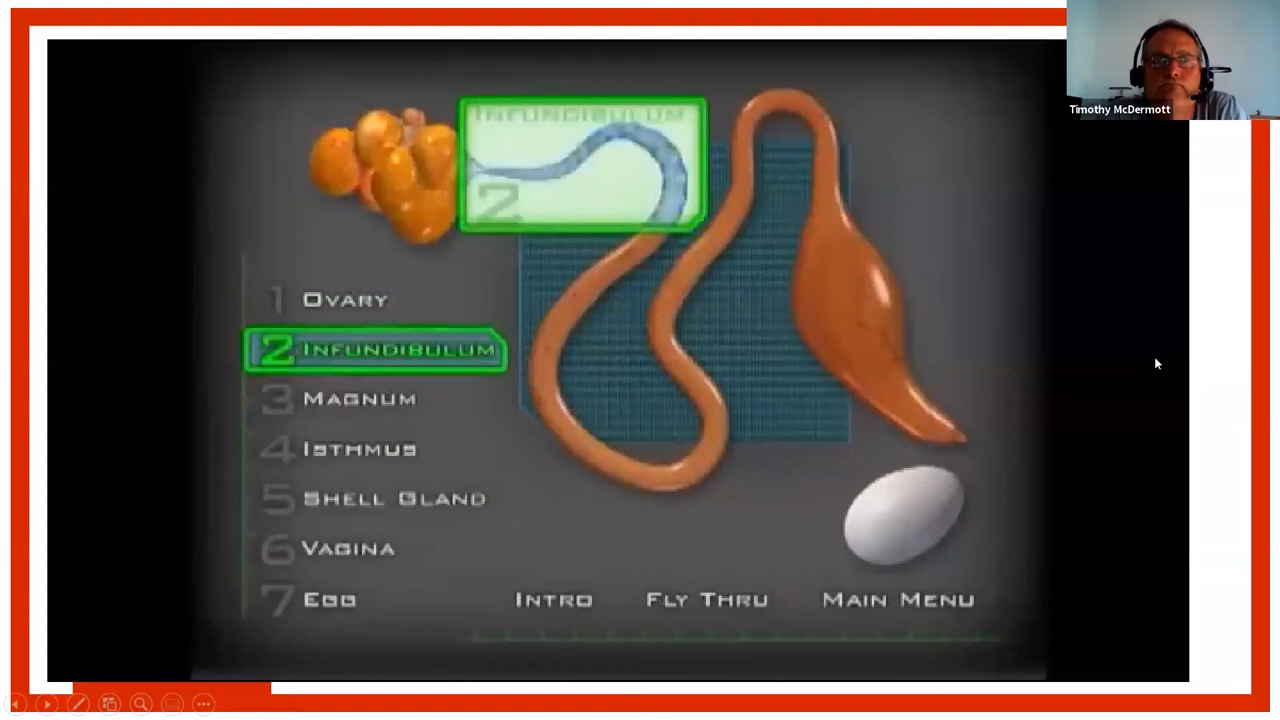 Timothy McDermott
INFUNDIBULUM
2
1 OVARY
2 INFUNDIBULUM
3 MAGNUM
4 ISTHMUS
5 SHELL GLAND
6 VAGINA
7 EGG
INTRO FLY THRU MAIN MENU